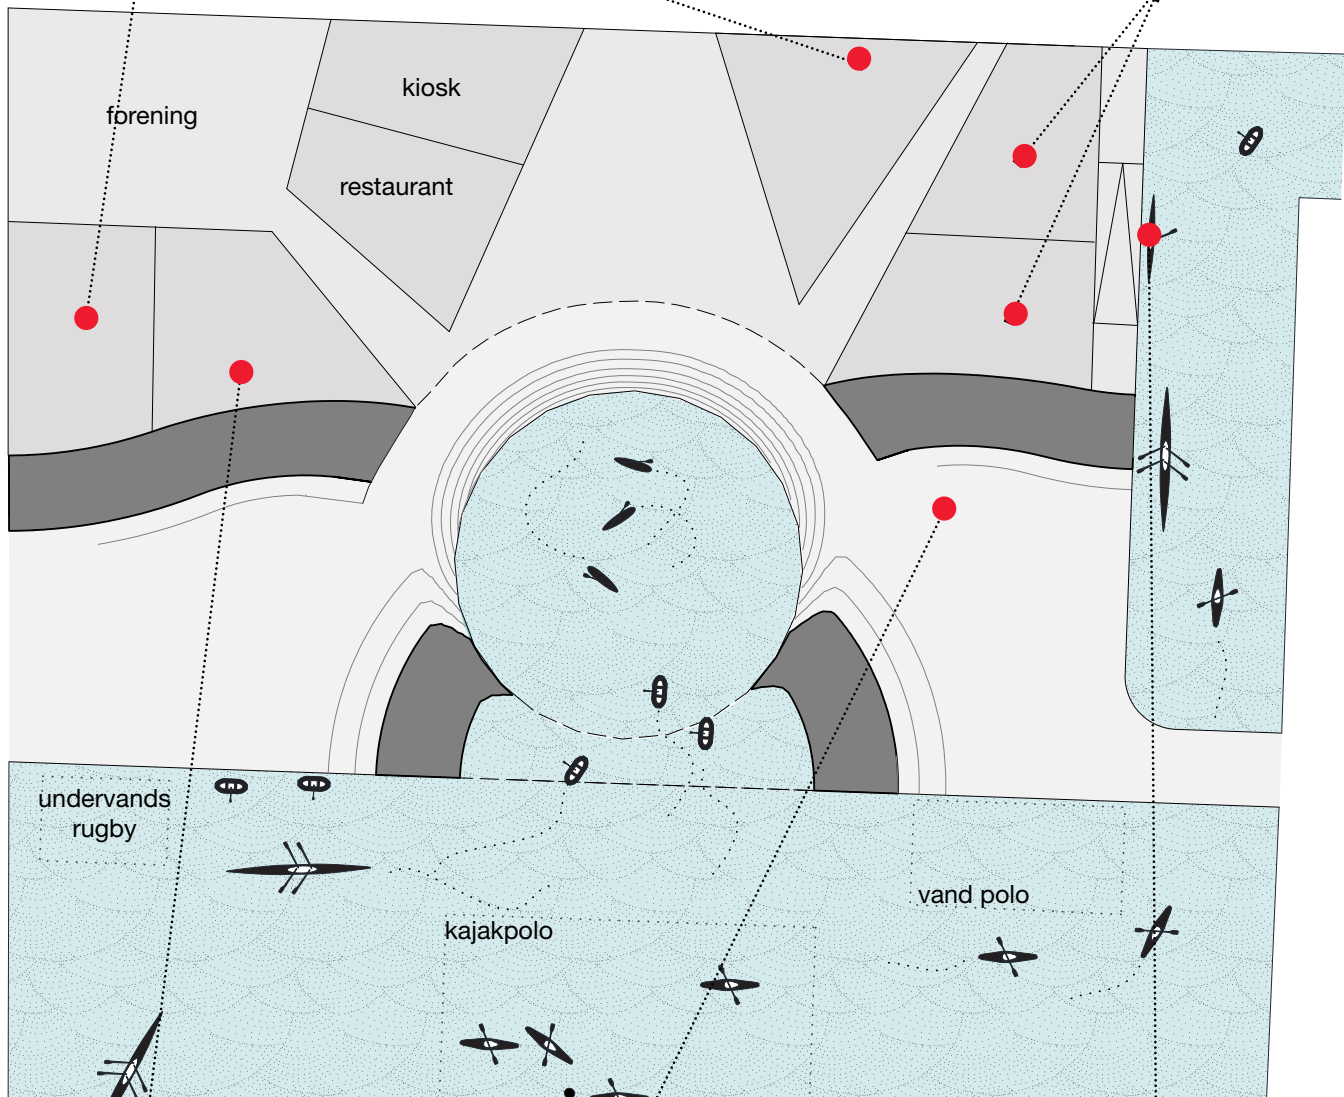 kiosk
forening
restaurant
undervands
rugby
vand polo
kajakpolo